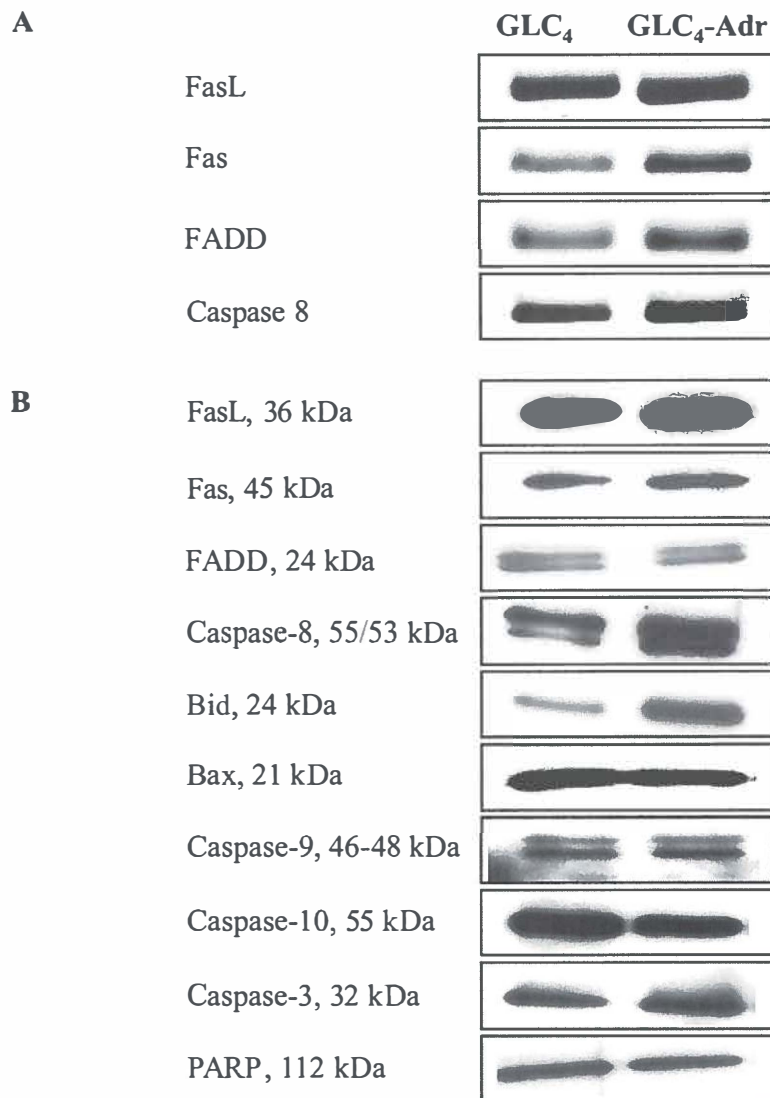 A GLC₄ GLC₄-Adr
FasL
Fas
FADD
Caspase 8
B
FasL, 36 kDa
Fas, 45 kDa
FADD, 24 kDa
Caspase-8, 55/53 kDa
Bid, 24 kDa
Bax, 21 kDa
Caspase-9, 46-48 kDa
Caspase-10, 55 kDa
Caspase-3, 32 kDa
PARP, 112 kDa